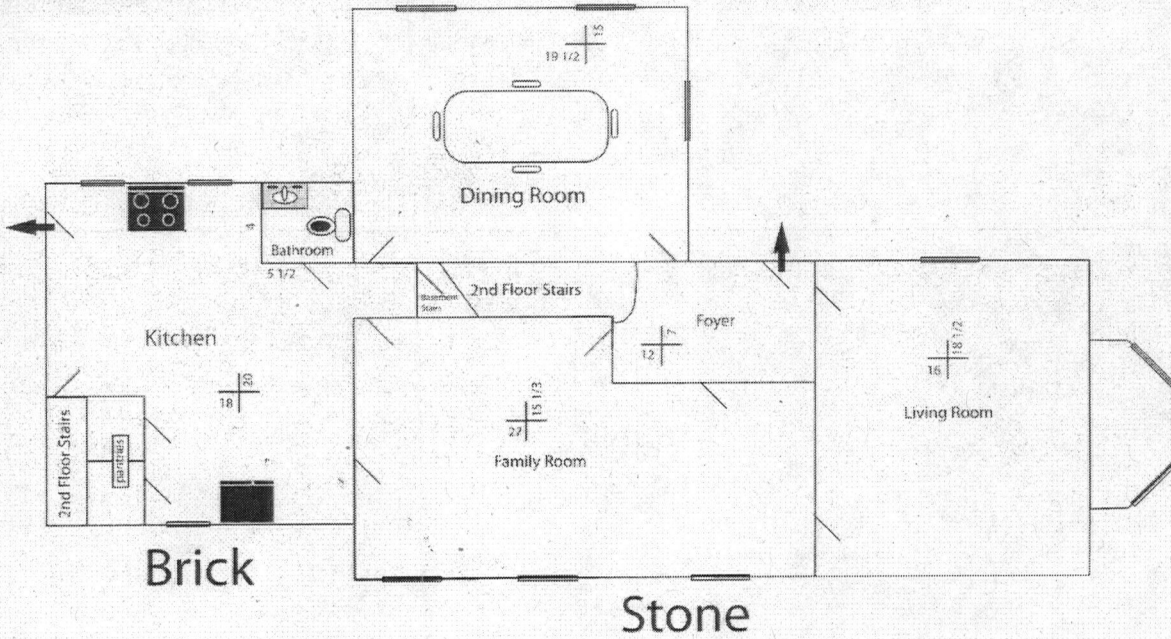 15
19 1/2
Dining Room
4
Bathroom
5 1/2
Basement
Stairs
2nd Floor Stairs
Foyer
7
12
Kitchen
18 1/2
16
Living Room
20
18
15 1/3
27
Family Room
2nd Floor Stairs
pantries
Brick
Stone